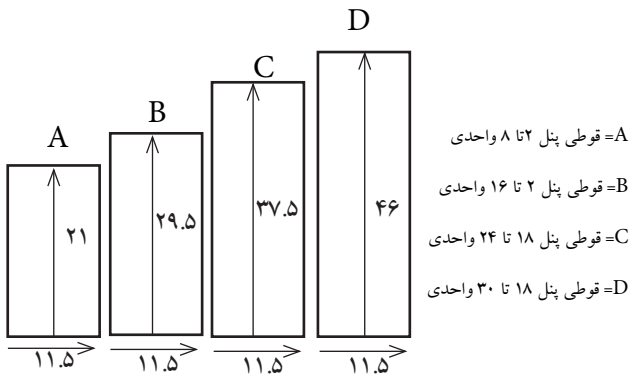 D
C
B
A
۲۱
۲۹.۵
۳۷.۵
۴۶
۱۱.۵
۱۱.۵
۱۱.۵
۱۱.۵
A= قوطی پنل ۲تا ۸ واحدی
B= قوطی پنل ۲ تا ۱۶ واحدی
C= قوطی پنل ۱۸ تا ۲۴ واحدی
D= قوطی پنل ۱۸ تا ۳۰ واحدی